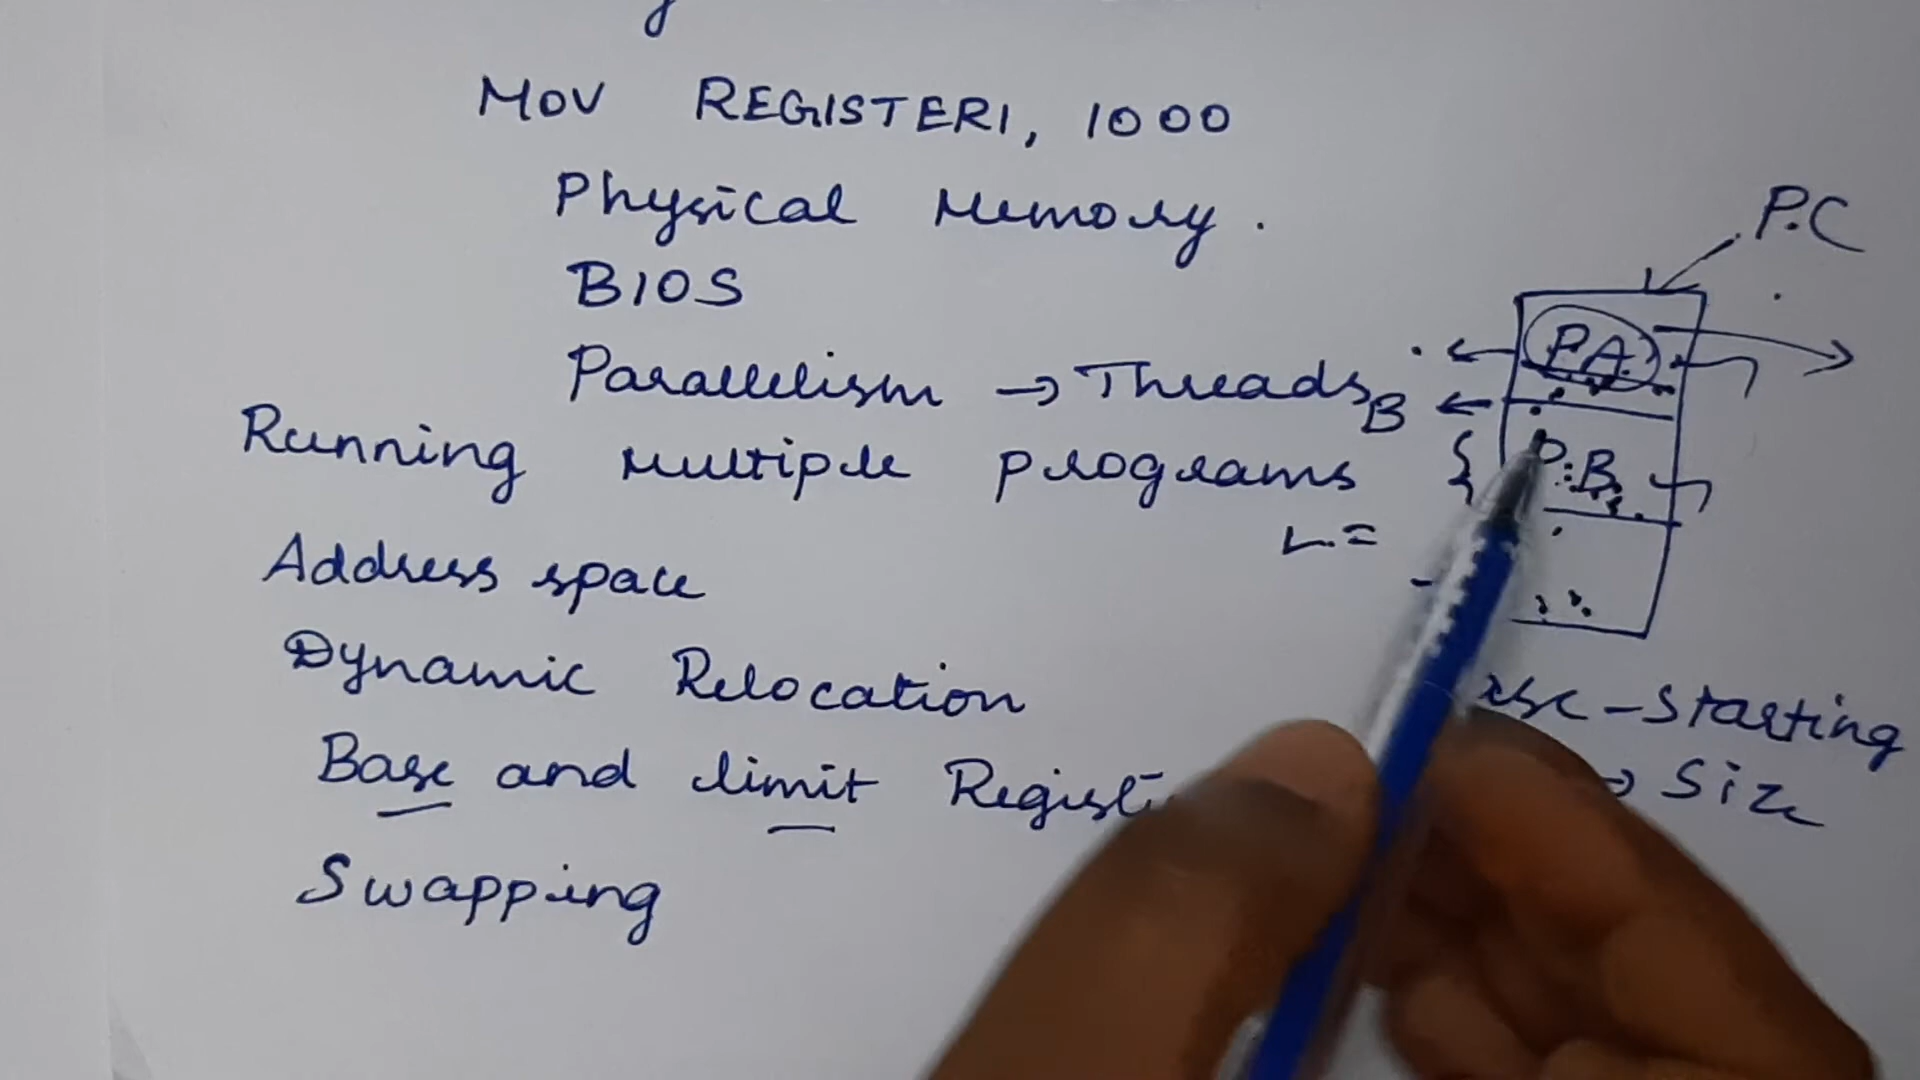 MOV REGISTER1, 1000
Physical Memory.
BIOS
Parallelism → Threads
Running multiple programs
Address space
Dynamic Relocation
Base and limit
Swapping
P.C
P.A
B
P.B
L =
- Starting
→ Size